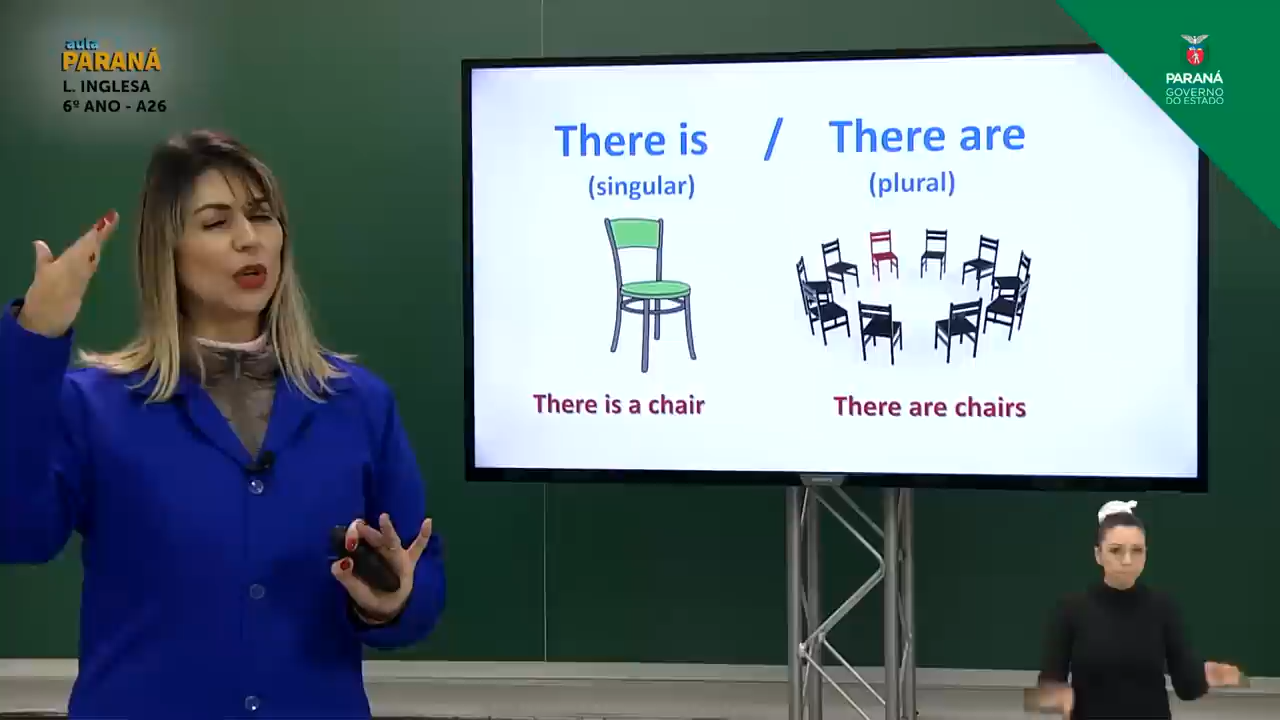 aula
PARANÁ
L. INGLESA
6º ANO - A26
There is / There are
(singular) (plural)
There is a chair
There are chairs
PARANÁ
GOVERNO
DO ESTADO